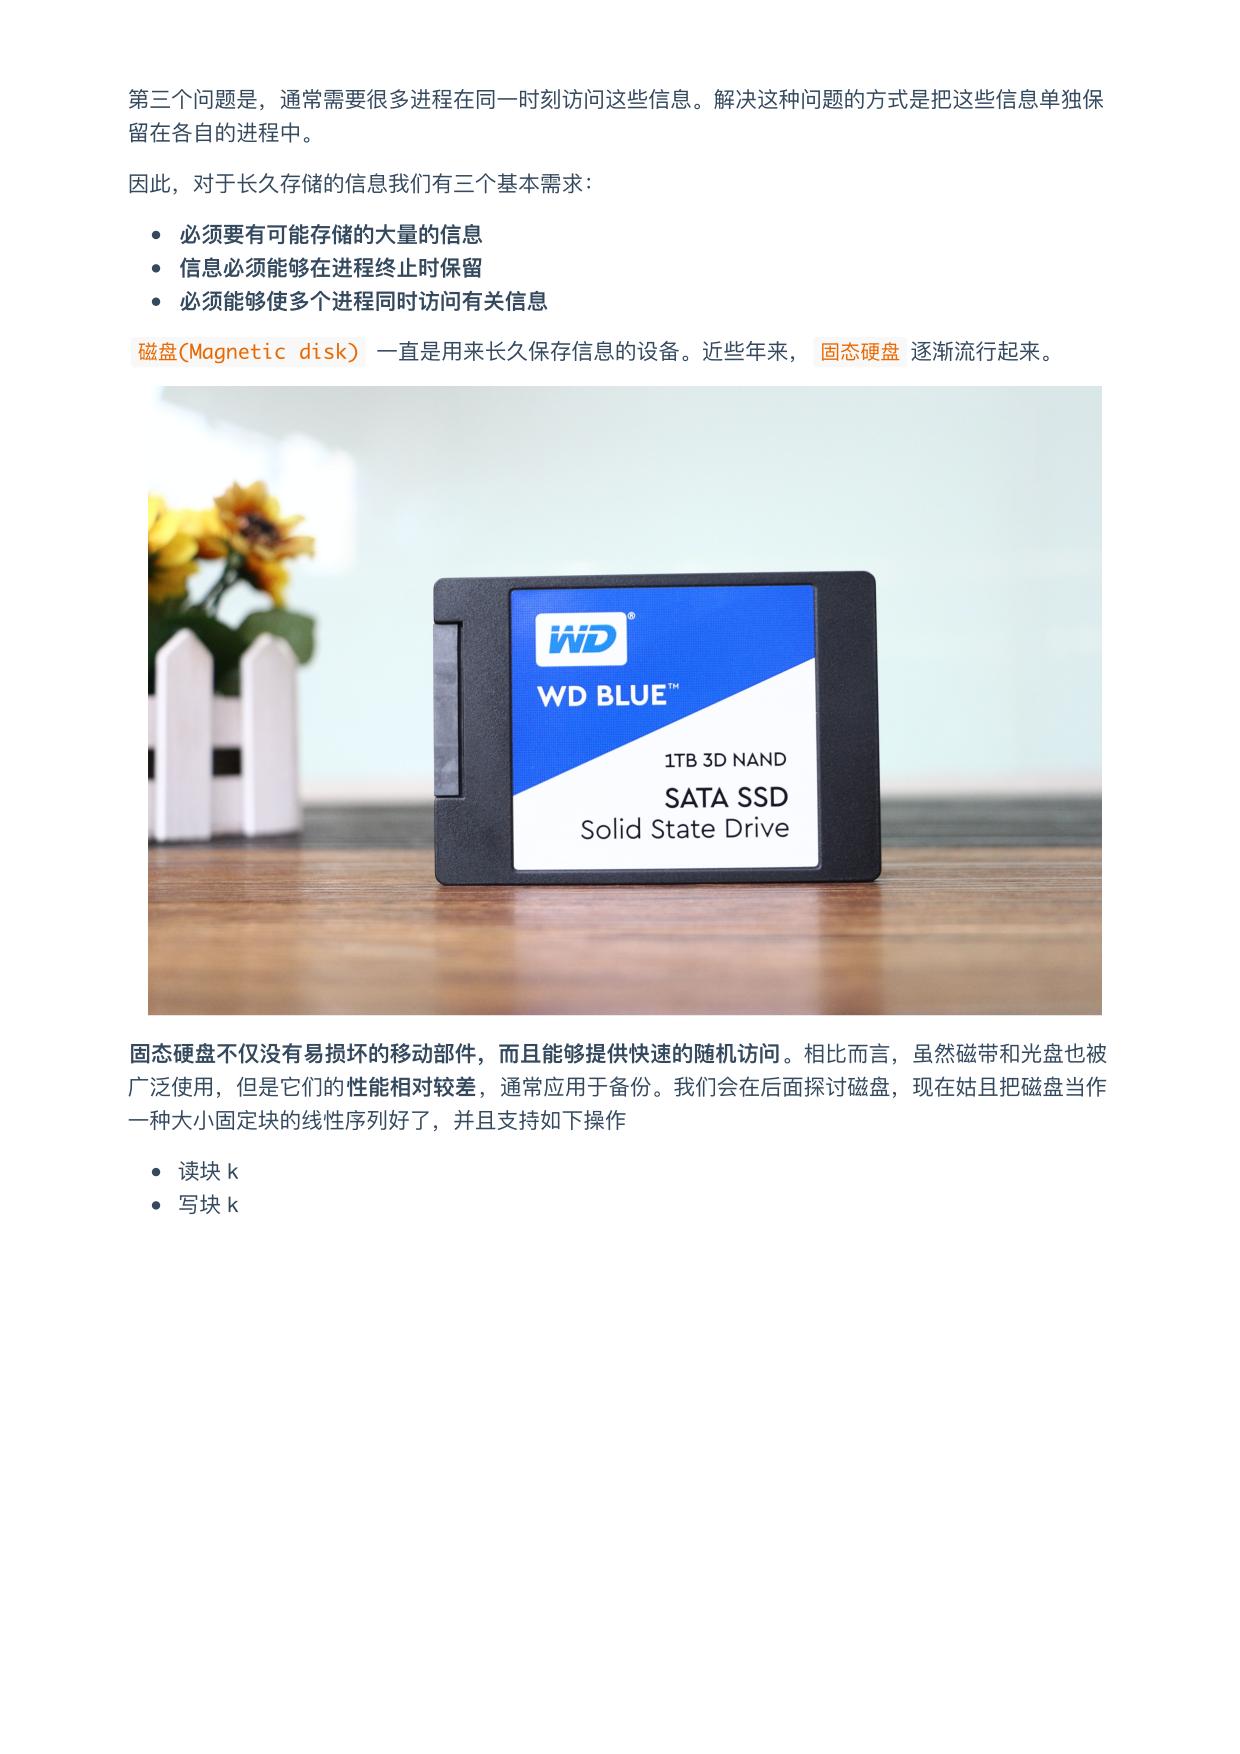 第三个问题是，通常需要很多进程在同一时刻访问这些信息。解决这种问题的方式是把这些信息单独保
留在各自的进程中。
因此，对于长久存储的信息我们有三个基本需求：
必须要有可能存储的大量的信息
信息必须能够在进程终止时保留
必须能够使多个进程同时访问有关信息
磁盘(Magnetic disk) 一直是用来长久保存信息的设备。近些年来， 固态硬盘 逐渐流行起来。
WD®
WD BLUE™
1TB 3D NAND
SATA SSD
Solid State Drive
固态硬盘不仅没有易损坏的移动部件，而且能够提供快速的随机访问。相比而言，虽然磁带和光盘也被
广泛使用，但是它们的性能相对较差，通常应用于备份。我们会在后面探讨磁盘，现在姑且把磁盘当作
一种大小固定块的线性序列好了，并且支持如下操作
读块 k
写块 k